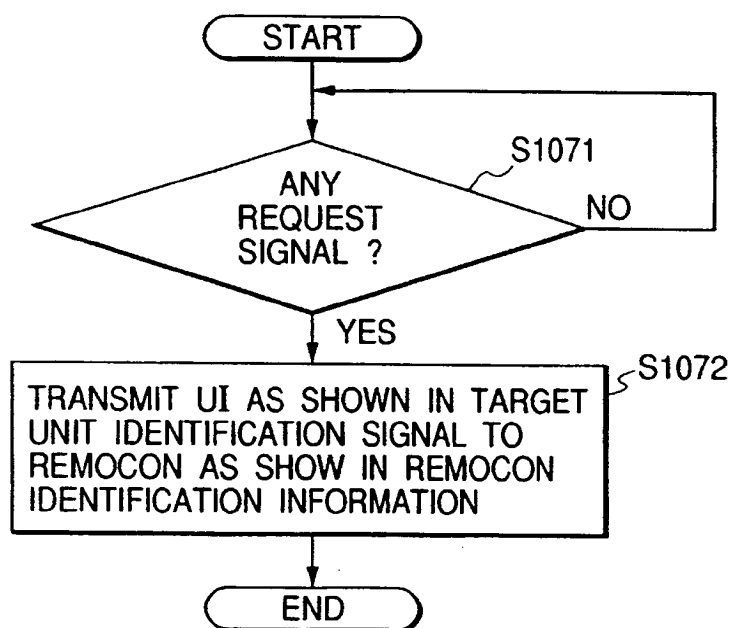 START
S1071
ANY
REQUEST
SIGNAL ?
NO
YES
S1072
TRANSMIT UI AS SHOWN IN TARGET
UNIT IDENTIFICATION SIGNAL TO
REMOCON AS SHOW IN REMOCON
IDENTIFICATION INFORMATION
END